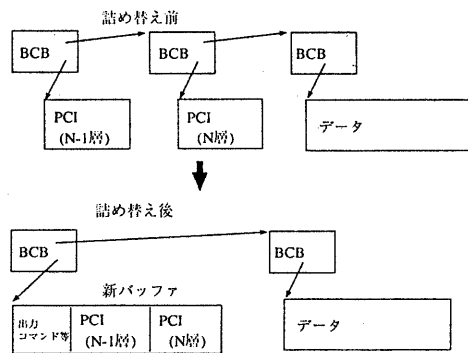 詰め替え前
BCB
BCB
BCB
PCI
(N-1層)
PCI
(N層)
データ
詰め替え後
BCB
BCB
新バッファ
出力
コマンド等
PCI
(N-1層)
PCI
(N層)
データ